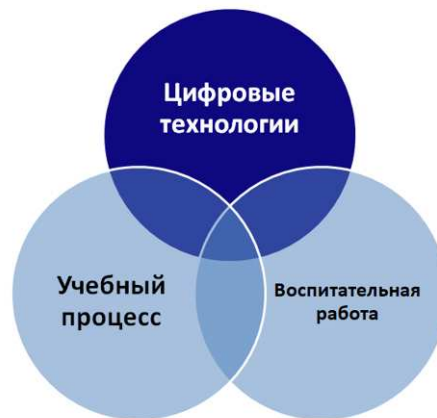 Цифровые
технологии
Учебный
процесс
Воспитательная
работа